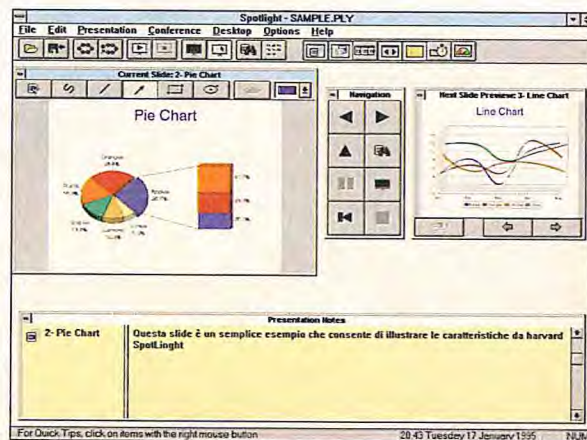 Spotlight - SAMPLE.PLY
File Edit Presentation Conference Desktop Options Help
Current Slide: 2- Pie Chart
Navigation
Next Slide Preview: 3- Line Chart
Pie Chart
Line Chart
Oranges
Presentation Notes
2- Pie Chart
Questa slide è un semplice esempio che consente di illustrare le caratteristiche da harvard
SpotLinght
For Quick Tips, click on items with the right mouse button
20.43 Tuesday 17 January 1995
NUM